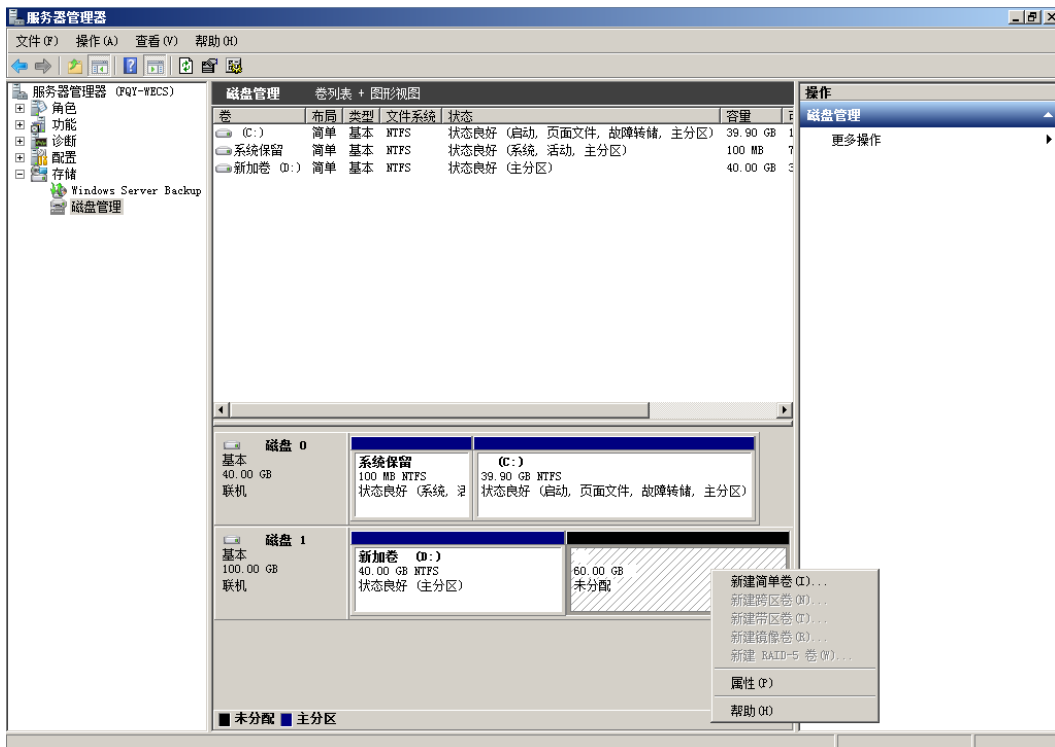 服务器管理器
文件(F) 操作(A) 查看(V) 帮助(H)
服务器管理器 (FQY-WECS)
角色
功能
诊断
配置
存储
Windows Server Backup
磁盘管理
磁盘管理 卷列表 + 图形视图
卷 布局 类型 文件系统 状态 容量
(C:) 简单 基本 NTFS 状态良好 (启动, 页面文件, 故障转储, 主分区) 39.90 GB 1
系统保留 简单 基本 NTFS 状态良好 (系统, 活动, 主分区) 100 MB 7
新加卷 (D:) 简单 基本 NTFS 状态良好 (主分区) 40.00 GB 3
磁盘 0
基本
40.00 GB
联机
系统保留
100 MB NTFS
状态良好 (系统, 活
(C:)
39.90 GB NTFS
状态良好 (启动, 页面文件, 故障转储, 主分区)
磁盘 1
基本
100.00 GB
联机
新加卷 (D:)
40.00 GB NTFS
状态良好 (主分区)
60.00 GB
未分配
新建简单卷(I)...
新建跨区卷(N)...
新建带区卷(T)...
新建镜像卷(R)...
新建 RAID-5 卷(W)...
属性(P)
帮助(H)
未分配 主分区
操作
磁盘管理
更多操作